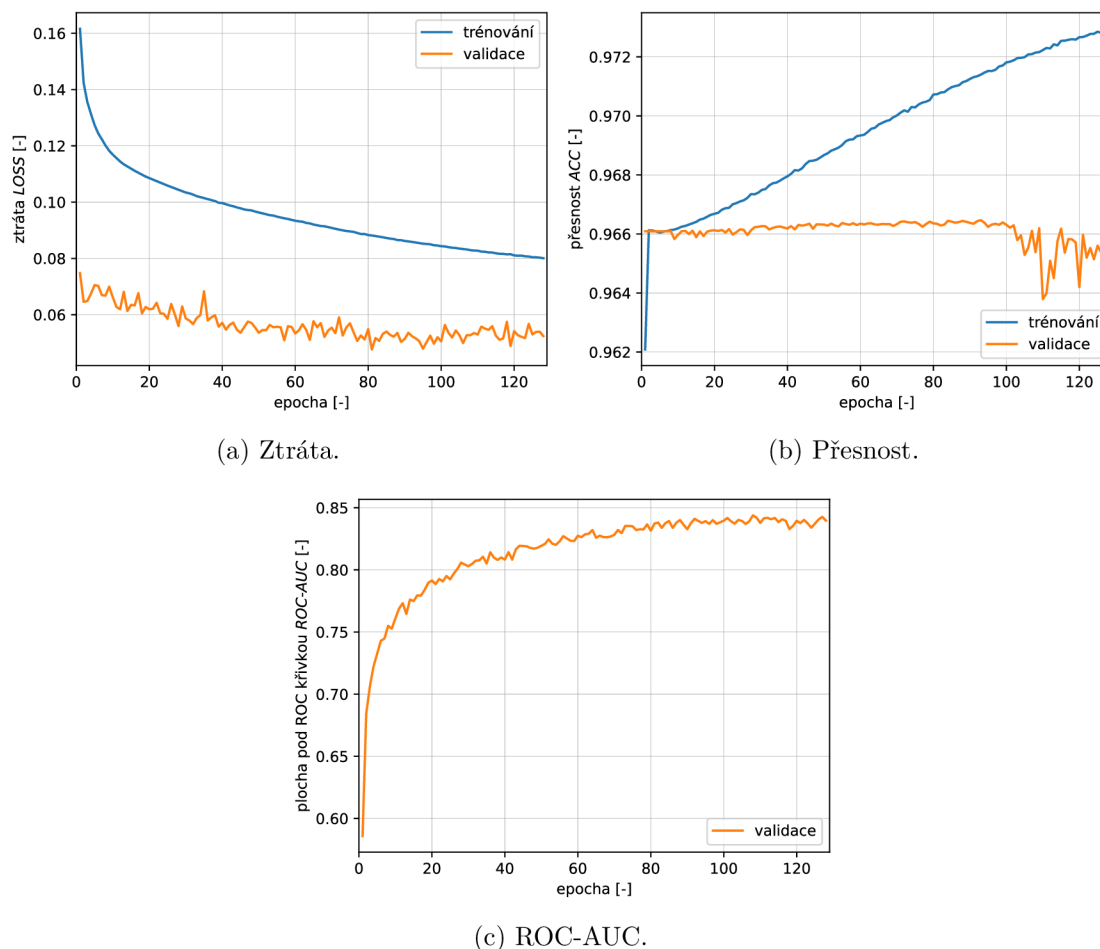 0.16
0.14
0.12
0.10
0.08
0.06
ztráta LOSS [-]
trénování
validace
0 20 40 60 80 100 120
epocha [-]
(a) Ztráta.
0.972
0.970
0.968
0.966
0.964
0.962
přesnost ACC [-]
trénování
validace
0 20 40 60 80 100 120
epocha [-]
(b) Přesnost.
0.85
0.80
0.75
0.70
0.65
0.60
plocha pod ROC křivkou ROC-AUC [-]
validace
0 20 40 60 80 100 120
epocha [-]
(c) ROC-AUC.